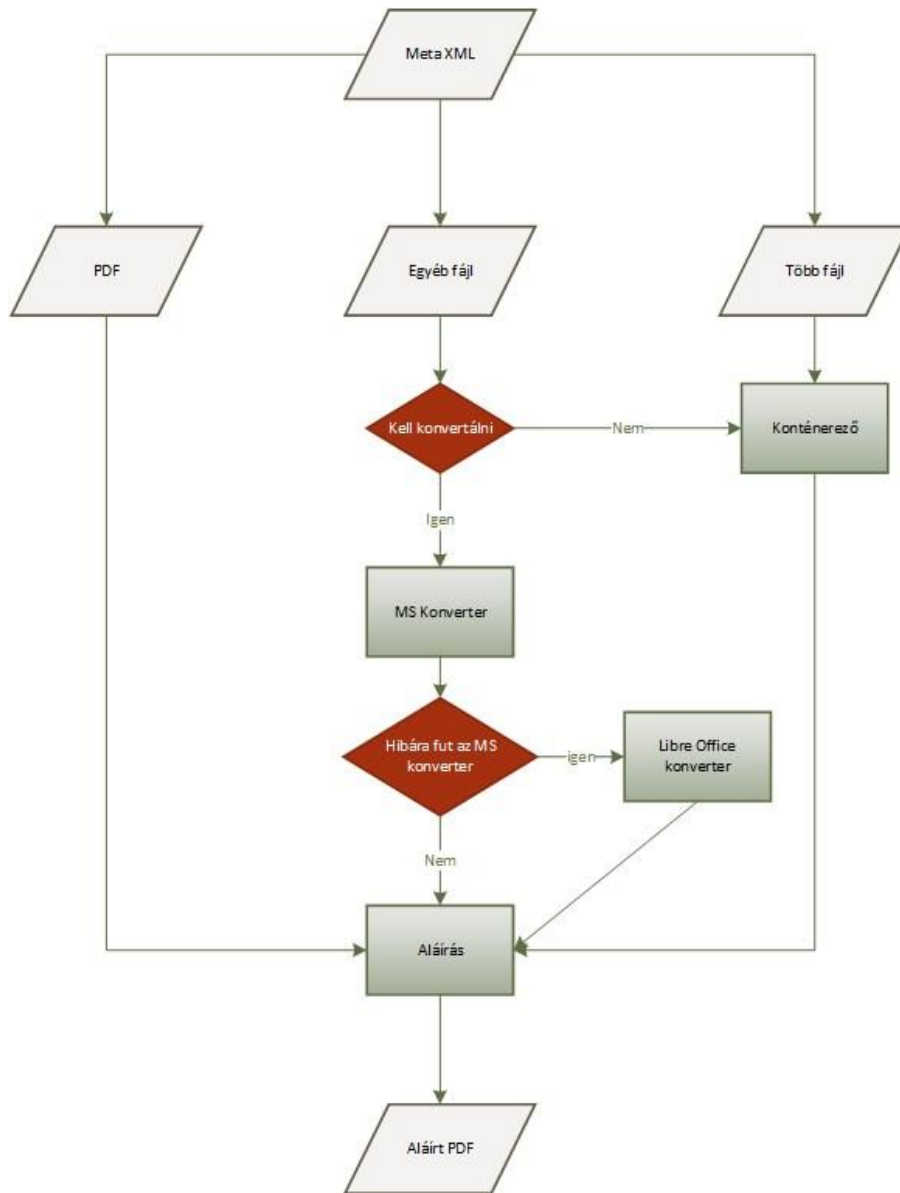 Meta XML
PDF
Egyéb fájl
Több fájl
Kell konvertálni
Nem
Konténerező
Igen
MS Konverter
Hibára fut az MS
konverter
igen
Libre Office
konverter
Nem
Aláírás
Aláírt PDF